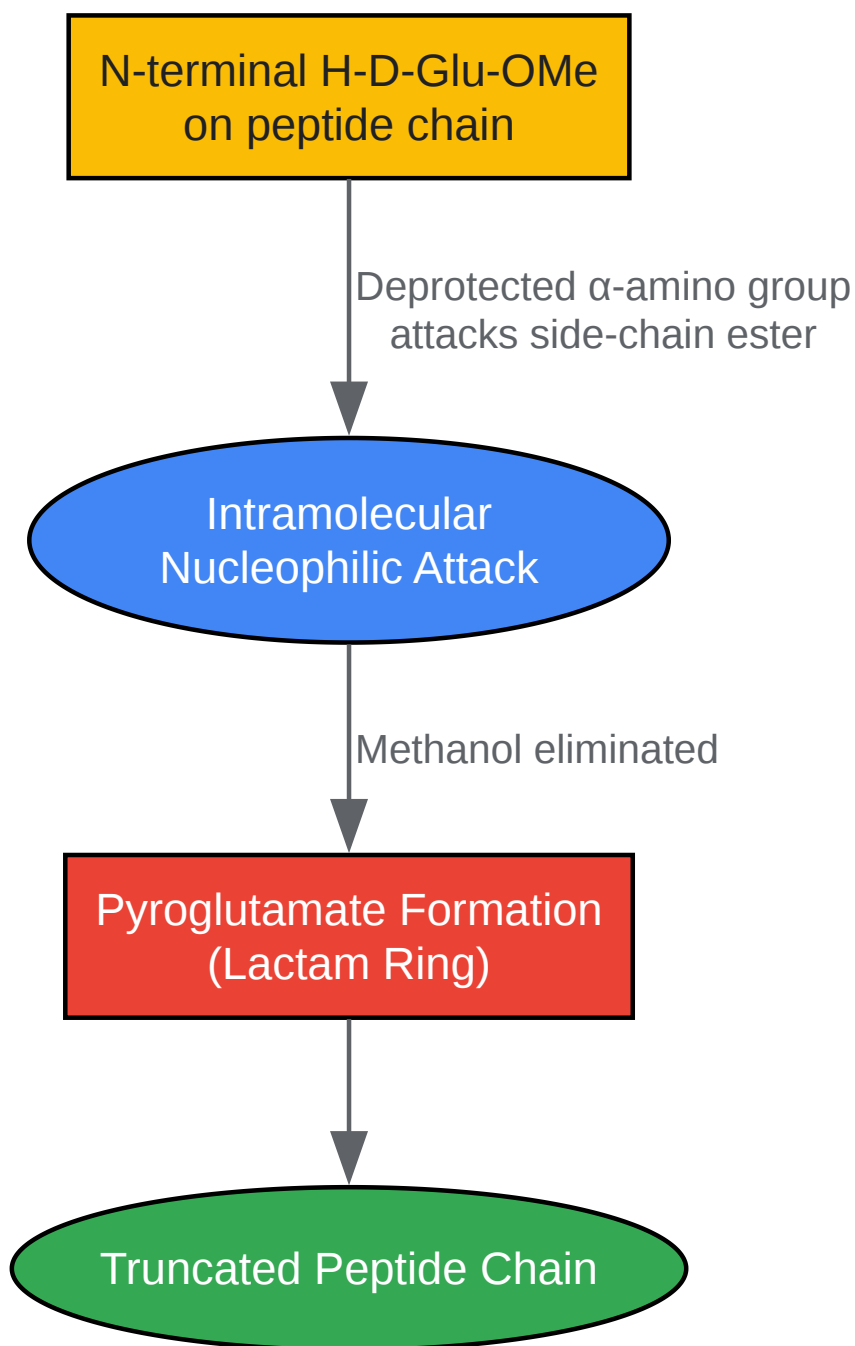 N-terminal H-D-Glu-OMe
on peptide chain
Deprotected α-amino group
attacks side-chain ester
Intramolecular
Nucleophilic Attack
Methanol eliminated
Pyroglutamate Formation
(Lactam Ring)
Truncated Peptide Chain